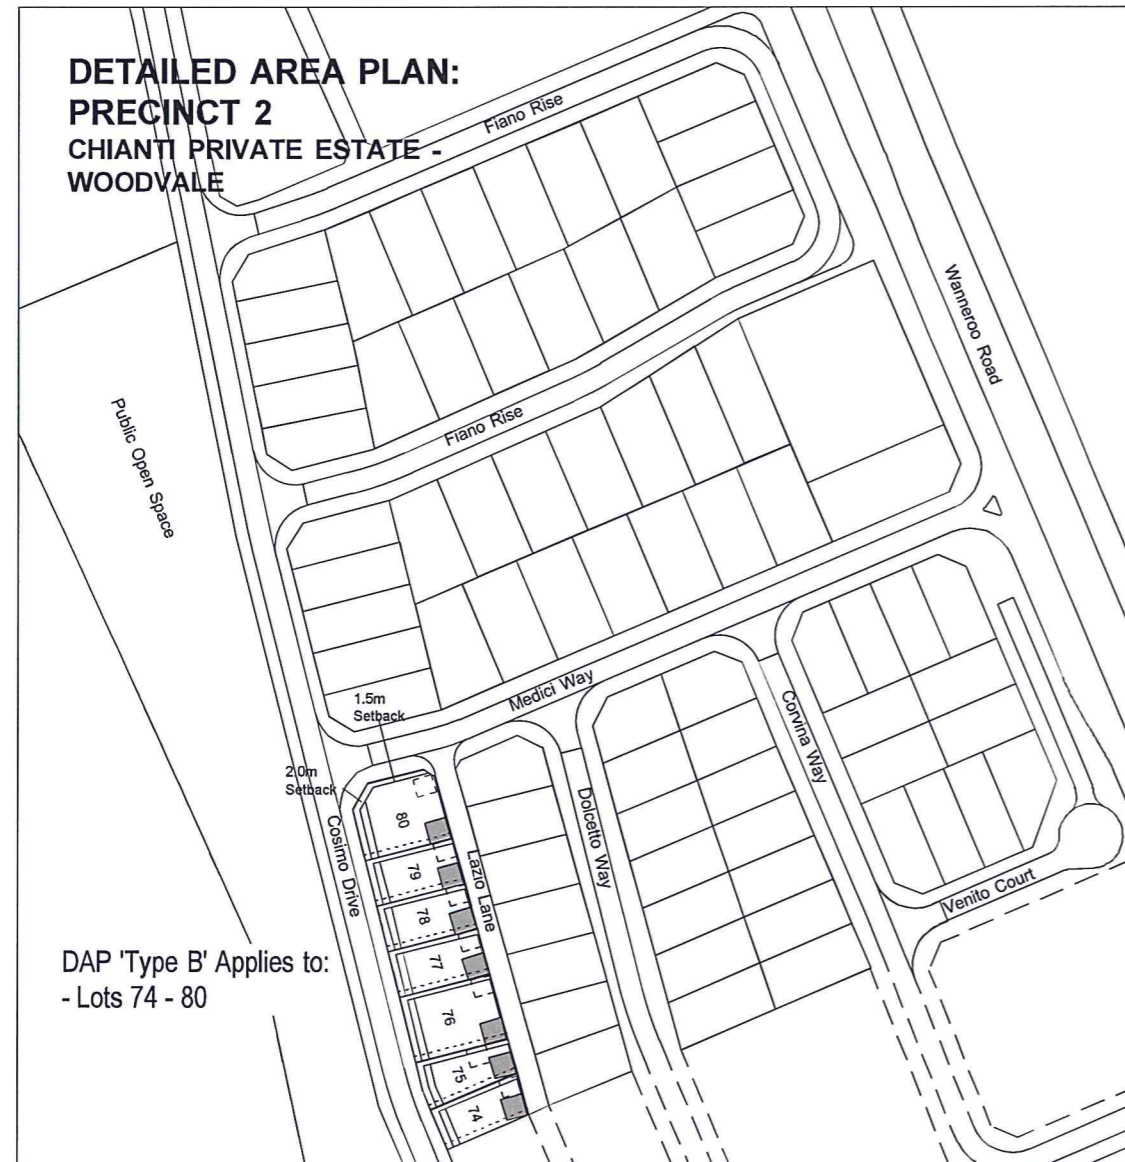 DETAILED AREA PLAN:
PRECINCT 2
CHIANTI PRIVATE ESTATE -
WOODVALE
Fiano Rise
Wanneroo Road
Public Open Space
Fiano Rise
1.5m
Setback
Medici Way
Corvina Way
2.0m
Setback
Cosimo Drive
80
Lazio Lane
Dolcetto Way
79
78
77
76
75
74
Venito Court
DAP 'Type B' Applies to:
- Lots 74 - 80